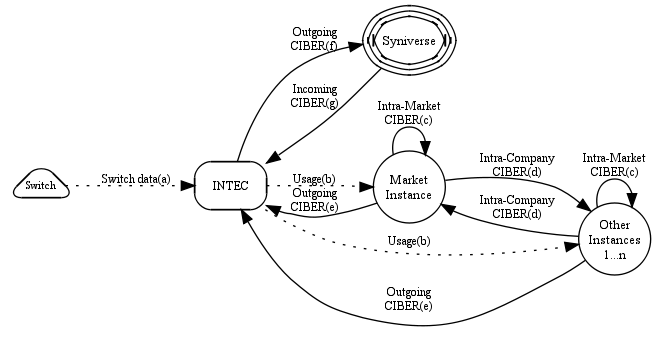 Outgoing
CIBER(f)
Syniverse
Incoming
CIBER(g)
Intra-Market
CIBER(c)
Switch
Switch data(a)
INTEC
Usage(b)
Outgoing
CIBER(e)
Market
Instance
Intra-Company
CIBER(d)
Intra-Company
CIBER(d)
Intra-Market
CIBER(c)
Other
Instances
1...n
Usage(b)
Outgoing
CIBER(e)